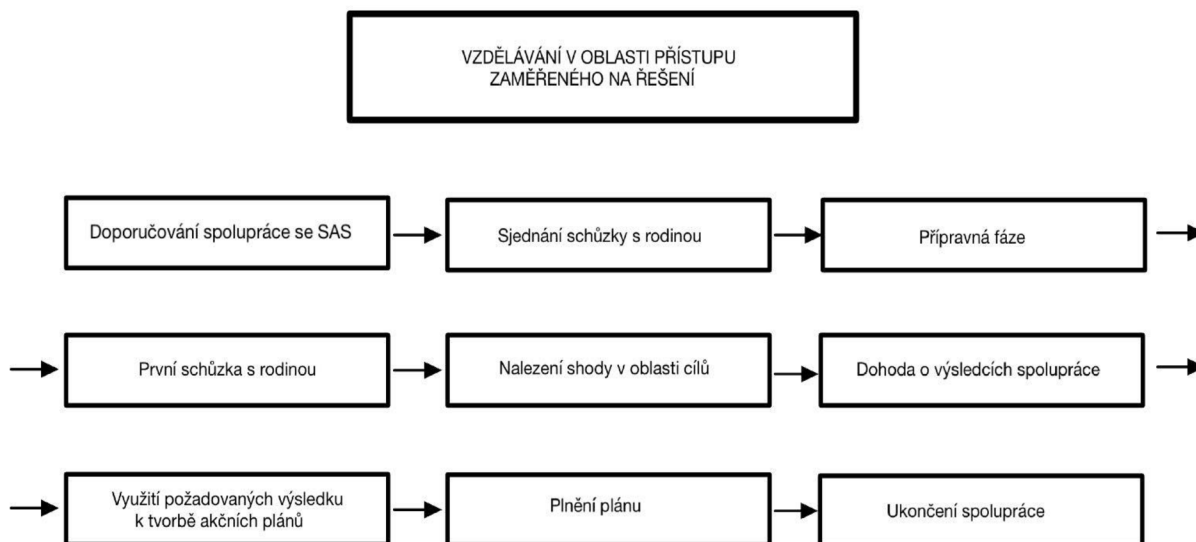 VZDĚLÁVÁNÍ V OBLASTI PŘÍSTUPU
ZAMĚŘENÉHO NA ŘEŠENÍ
Doporučování spolupráce se SAS
Sjednání schůzky s rodinou
Přípravná fáze
První schůzka s rodinou
Nalezení shody v oblasti cílů
Dohoda o výsledcích spolupráce
Využití požadovaných výsledku
k tvorbě akčních plánů
Plnění plánu
Ukončení spolupráce